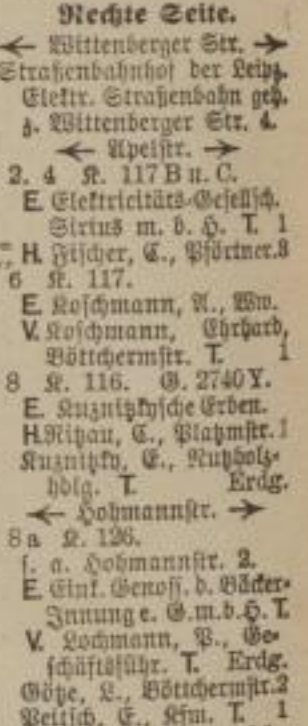 Rechte Seite.
← Wittenberger Str. →
Straßenbahnhof der Leipz.
Elektr. Straßenbahn geh.
z. Wittenberger Str. 4.
← Apelstr. →
2. 4 K. 117 B u. C.
E Elektricitäts-Gesellsch.
Sirius m. b. H. T. 1
H. Fischer, C., Pförtner. 3
6 K. 117.
E. Koschmann, A., Ww.
V. Koschmann, Ehrhard,
Böttchermstr. T. 1
8 K. 116. G. 2740 Y.
E. Kuznitzkysche Erben.
H. Ritzau, C., Platzmstr. 1
Kuznitzky, E., Nutzholz-
hdlg. T. Erdg.
← Hohmannstr. →
8a K. 126.
s. a. Hohmannstr. 2.
E. Eink. Genoss. d. Bäcker-
Innung e. G.m.b.H. T.
V. Lochmann, P., Ge-
schäftsführ. T. Erdg.
Götze, L., Böttchermstr. 2
Peitsch, E., Kfm. T. 1